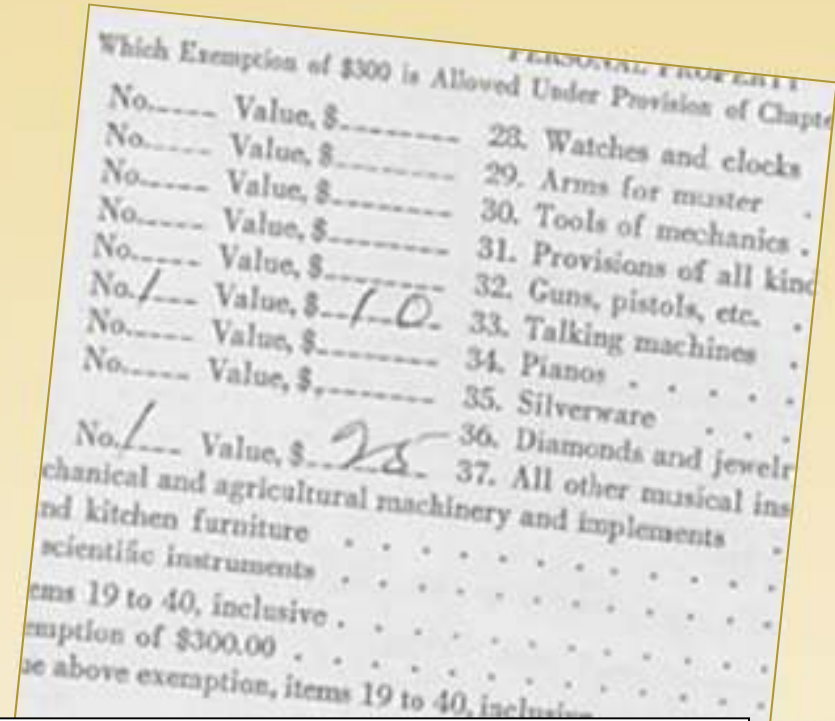 PERSONAL PROPERTY
Which Exemption of $300 is Allowed Under Provision of Chapte
No. Value, $ 28. Watches and clocks
No. Value, $ 29. Arms for muster .
No. Value, $ 30. Tools of mechanics .
No. Value, $ 31. Provisions of all kind
No. Value, $ 32. Guns, pistols, etc. .
No. 1 Value, $ 10 33. Talking machines .
No. Value, $ 34. Pianos . . . . .
No. Value, $ 35. Silverware . . .
36. Diamonds and jewelr
No. 1 Value, $ 25 37. All other musical ins
chanical and agricultural machinery and implements .
nd kitchen furniture . . . . . . . . .
scientific instruments . . . . . . . . .
ems 19 to 40, inclusive . . . . . . . . .
emption of $300.00 . . . . . . . . .
e above exemption, items 19 to 40, inclusive